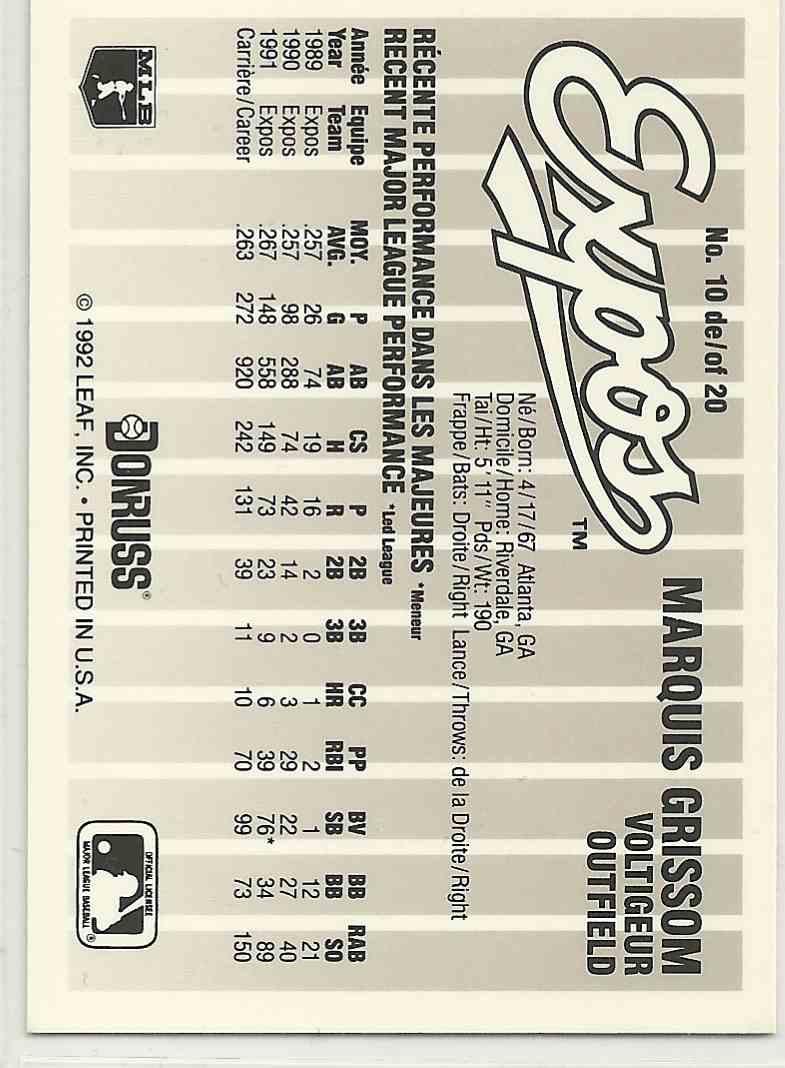 No. 10 de/of 20
Expos™
MARQUIS GRISSOM
VOLTIGEUR
OUTFIELD
Né/Born: 4/17/67 Atlanta, GA
Domicile/Home: Riverdale, GA
Tai/Ht: 5' 11" Pds/Wt: 190
Frappe/Bats: Droite/Right Lance/Throws: de la Droite/Right
RÉCENTE PERFORMANCE DANS LES MAJEURES *Meneur
RECENT MAJOR LEAGUE PERFORMANCE *Led League
Année Equipe MOY. P AB CS P 2B 3B CC PP BV BB RAB
Year Team AVG. G AB H R 2B 3B HR RBI SB BB SO
1989 Expos .257 26 74 19 16 2 0 1 2 1 12 21
1990 Expos .257 98 288 74 42 14 2 3 29 22 27 40
1991 Expos .267 148 558 149 73 23 9 6 39 76* 34 89
Carrière/Career .263 272 920 242 131 39 11 10 70 99 73 150
MLB
DONRUSS®
OFFICIAL LICENSEE
MAJOR LEAGUE BASEBALL®
© 1992 LEAF, INC. • PRINTED IN U.S.A.